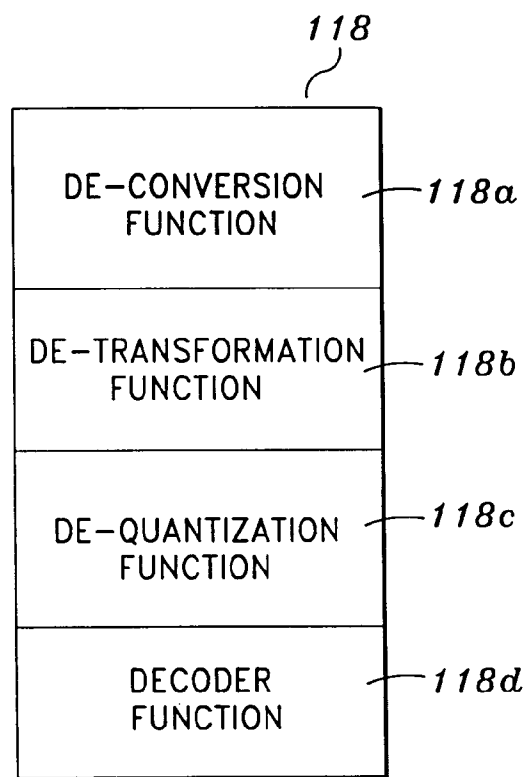 118
DE-CONVERSION
FUNCTION
118a
DE-TRANSFORMATION
FUNCTION
118b
DE-QUANTIZATION
FUNCTION
118c
DECODER
FUNCTION
118d